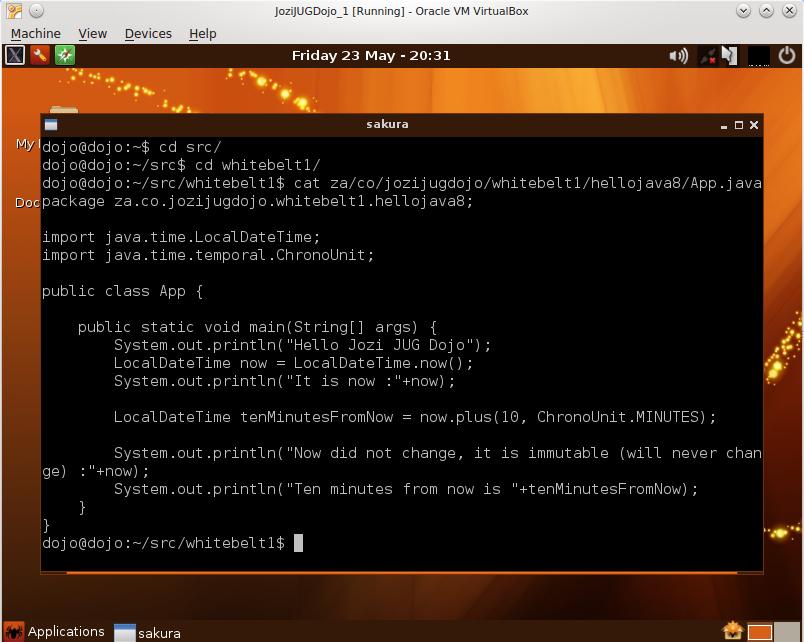 JoziJUGDojo_1 [Running] - Oracle VM VirtualBox
Machine View Devices Help
Friday 23 May - 20:31
sakura
My
Doc
dojo@dojo:~$ cd src/
dojo@dojo:~/src$ cd whitebelt1/
dojo@dojo:~/src/whitebelt1$ cat za/co/jozijugdojo/whitebelt1/hellojava8/App.java
package za.co.jozijugdojo.whitebelt1.hellojava8;
import java.time.LocalDateTime;
import java.time.temporal.ChronoUnit;
public class App {
    public static void main(String[] args) {
        System.out.println("Hello Jozi JUG Dojo");
        LocalDateTime now = LocalDateTime.now();
        System.out.println("It is now :"+now);
        LocalDateTime tenMinutesFromNow = now.plus(10, ChronoUnit.MINUTES);
        System.out.println("Now did not change, it is immutable (will never chan
ge) :"+now);
        System.out.println("Ten minutes from now is "+tenMinutesFromNow);
    }
}
dojo@dojo:~/src/whitebelt1$
Applications sakura